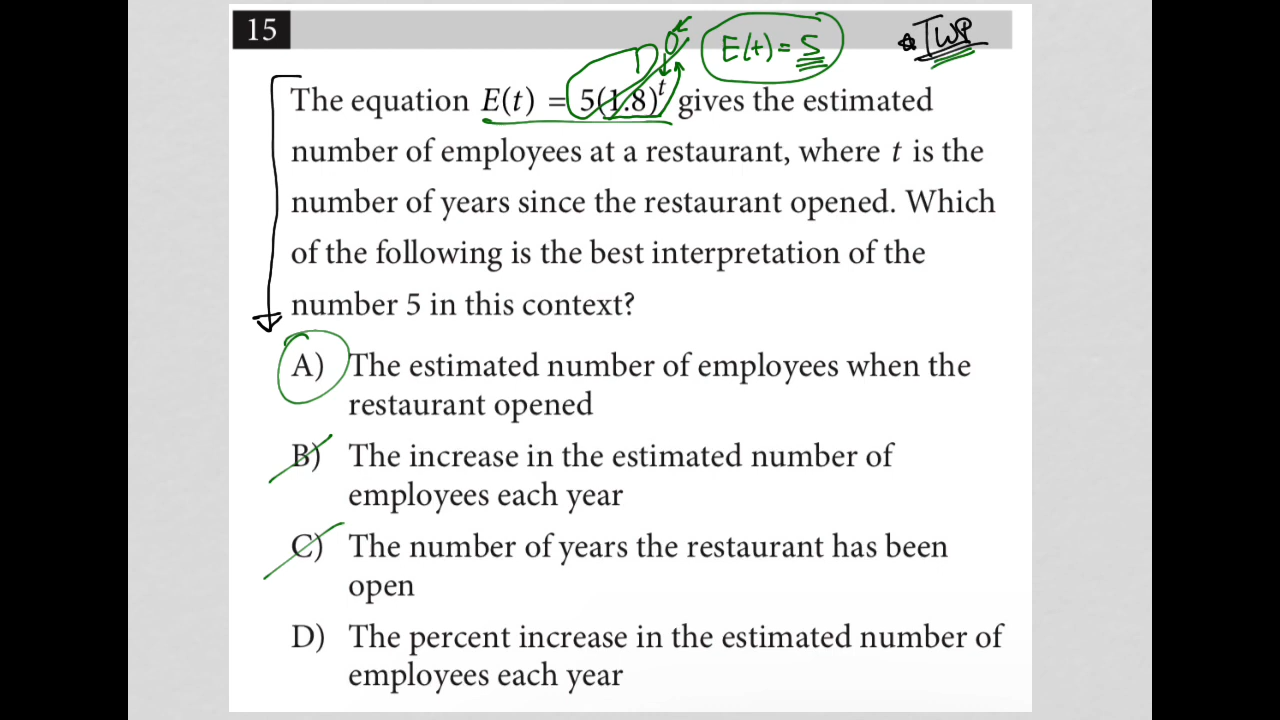 15
0
E(t) = 5
TWP
1
The equation E(t) = 5(1.8)^t gives the estimated
number of employees at a restaurant, where t is the
number of years since the restaurant opened. Which
of the following is the best interpretation of the
number 5 in this context?
A) The estimated number of employees when the
restaurant opened
B) The increase in the estimated number of
employees each year
C) The number of years the restaurant has been
open
D) The percent increase in the estimated number of
employees each year